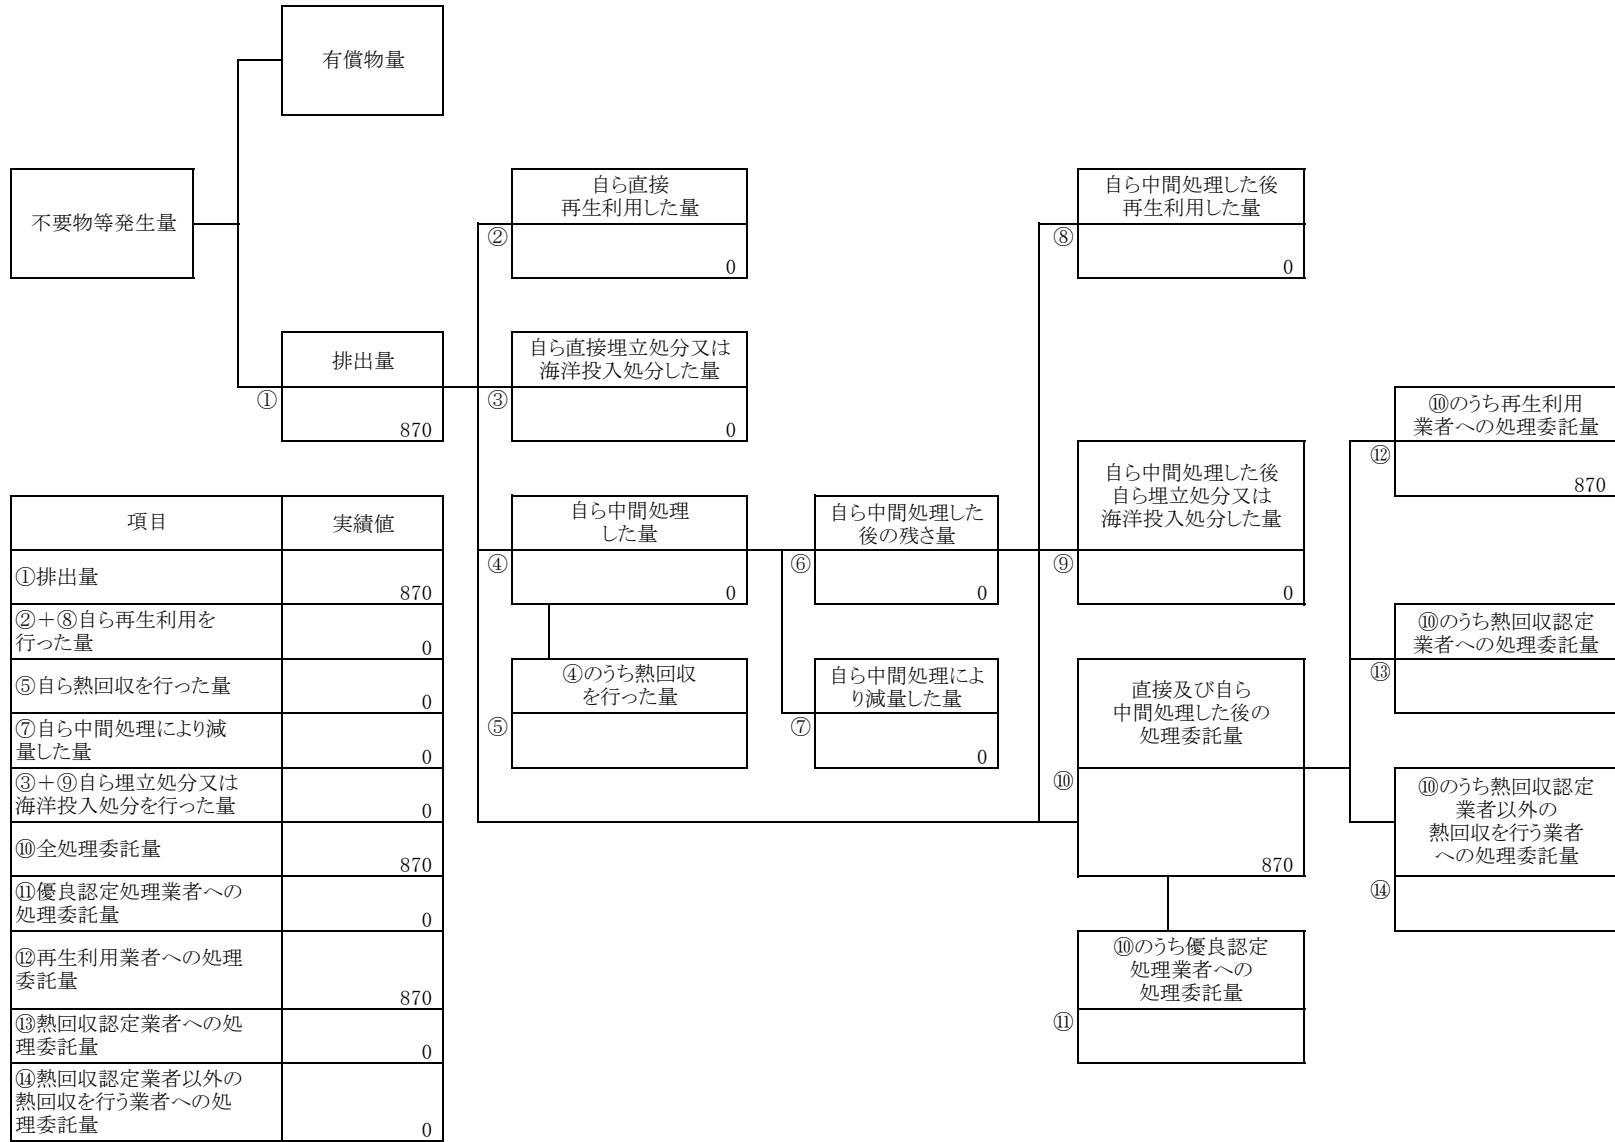 有償物量
不要物等発生量
自ら直接
再生利用した量
②
0
自ら中間処理した後
再生利用した量
⑧
0
排出量
①
870
自ら直接埋立処分又は
海洋投入処分した量
③
0
⑩のうち再生利用
業者への処理委託量
⑫
870
自ら中間処理
した量
④
0
自ら中間処理した
後の残さ量
⑥
0
自ら中間処理した後
自ら埋立処分又は
海洋投入処分した量
⑨
0
⑩のうち熱回収認定
業者への処理委託量
⑬
④のうち熱回収
を行った量
⑤
自ら中間処理によ
り減量した量
⑦
0
直接及び自ら
中間処理した後の
処理委託量
⑩
870
⑩のうち熱回収認定
業者以外の
熱回収を行う業者
への処理委託量
⑭
⑩のうち優良認定
処理業者への
処理委託量
⑪
項目 実績値
①排出量
870
②＋⑧自ら再生利用を
行った量
0
⑤自ら熱回収を行った量
0
⑦自ら中間処理により減
量した量
0
③＋⑨自ら埋立処分又は
海洋投入処分を行った量
0
⑩全処理委託量
870
⑪優良認定処理業者への
処理委託量
0
⑫再生利用業者への処理
委託量
870
⑬熱回収認定業者への処
理委託量
0
⑭熱回収認定業者以外の
熱回収を行う業者への処
理委託量
0